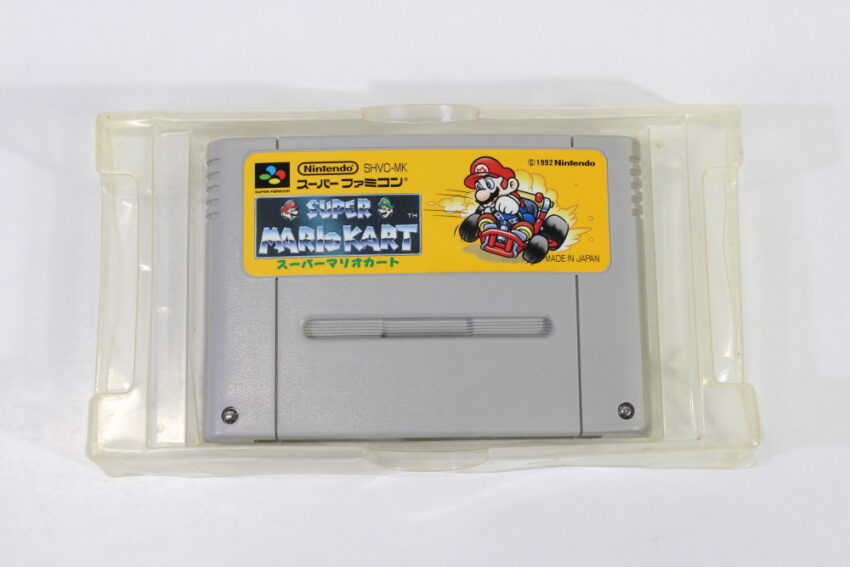 Nintendo SHVC-MK
©1992 Nintendo
スーパーファミコン®
SUPER
MARIO KART™
スーパーマリオカート
MADE IN JAPAN